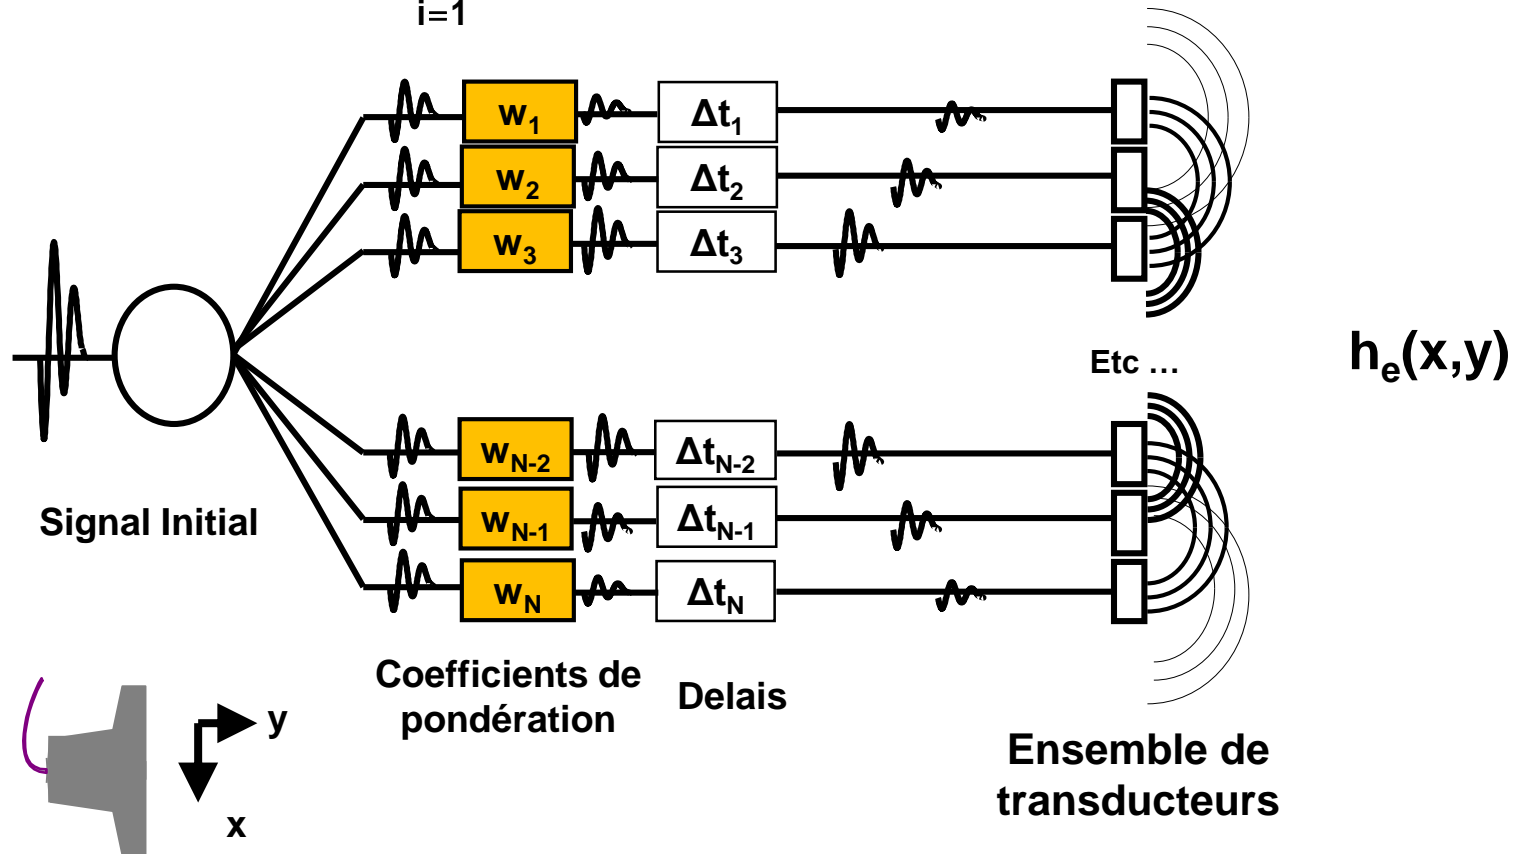 i=1
w1 Δt1
w2 Δt2
w3 Δt3
Etc ...
he(x,y)
wN-2 ΔtN-2
Signal Initial
wN-1 ΔtN-1
wN ΔtN
Coefficients de
pondération
Delais
y
x
Ensemble de
transducteurs